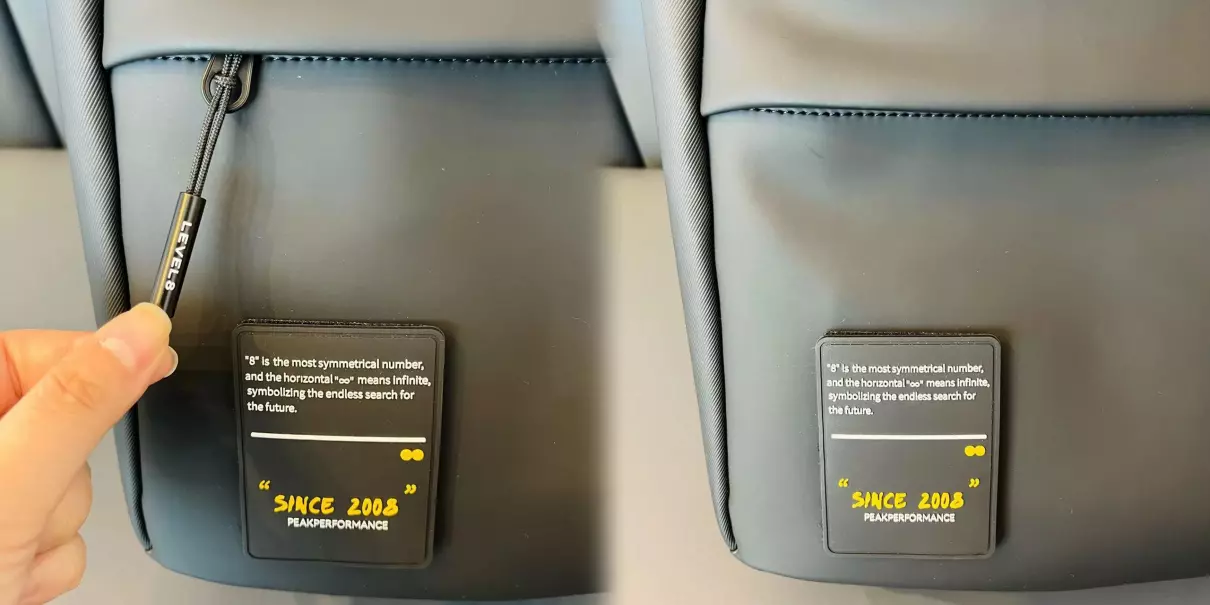 LEVEL8
"8" is the most symmetrical number,
and the horizontal "∞" means infinite,
symbolizing the endless search for
the future.
“ SINCE 2008 ”
PEAKPERFORMANCE
"8" is the most symmetrical number,
and the horizontal "∞" means infinite,
symbolizing the endless search for
the future.
“ SINCE 2008 ”
PEAKPERFORMANCE